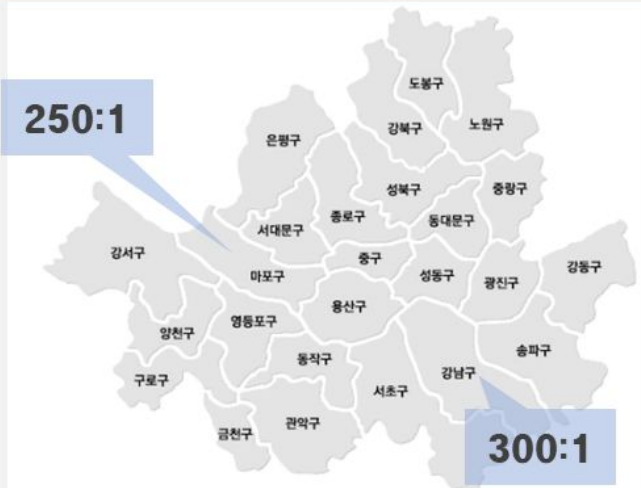 250:1
도봉구
노원구
강북구
은평구
성북구
중랑구
종로구
동대문구
서대문구
강서구
중구
강동구
마포구
성동구
광진구
용산구
영등포구
양천구
송파구
동작구
강남구
구로구
서초구
관악구
금천구
300:1